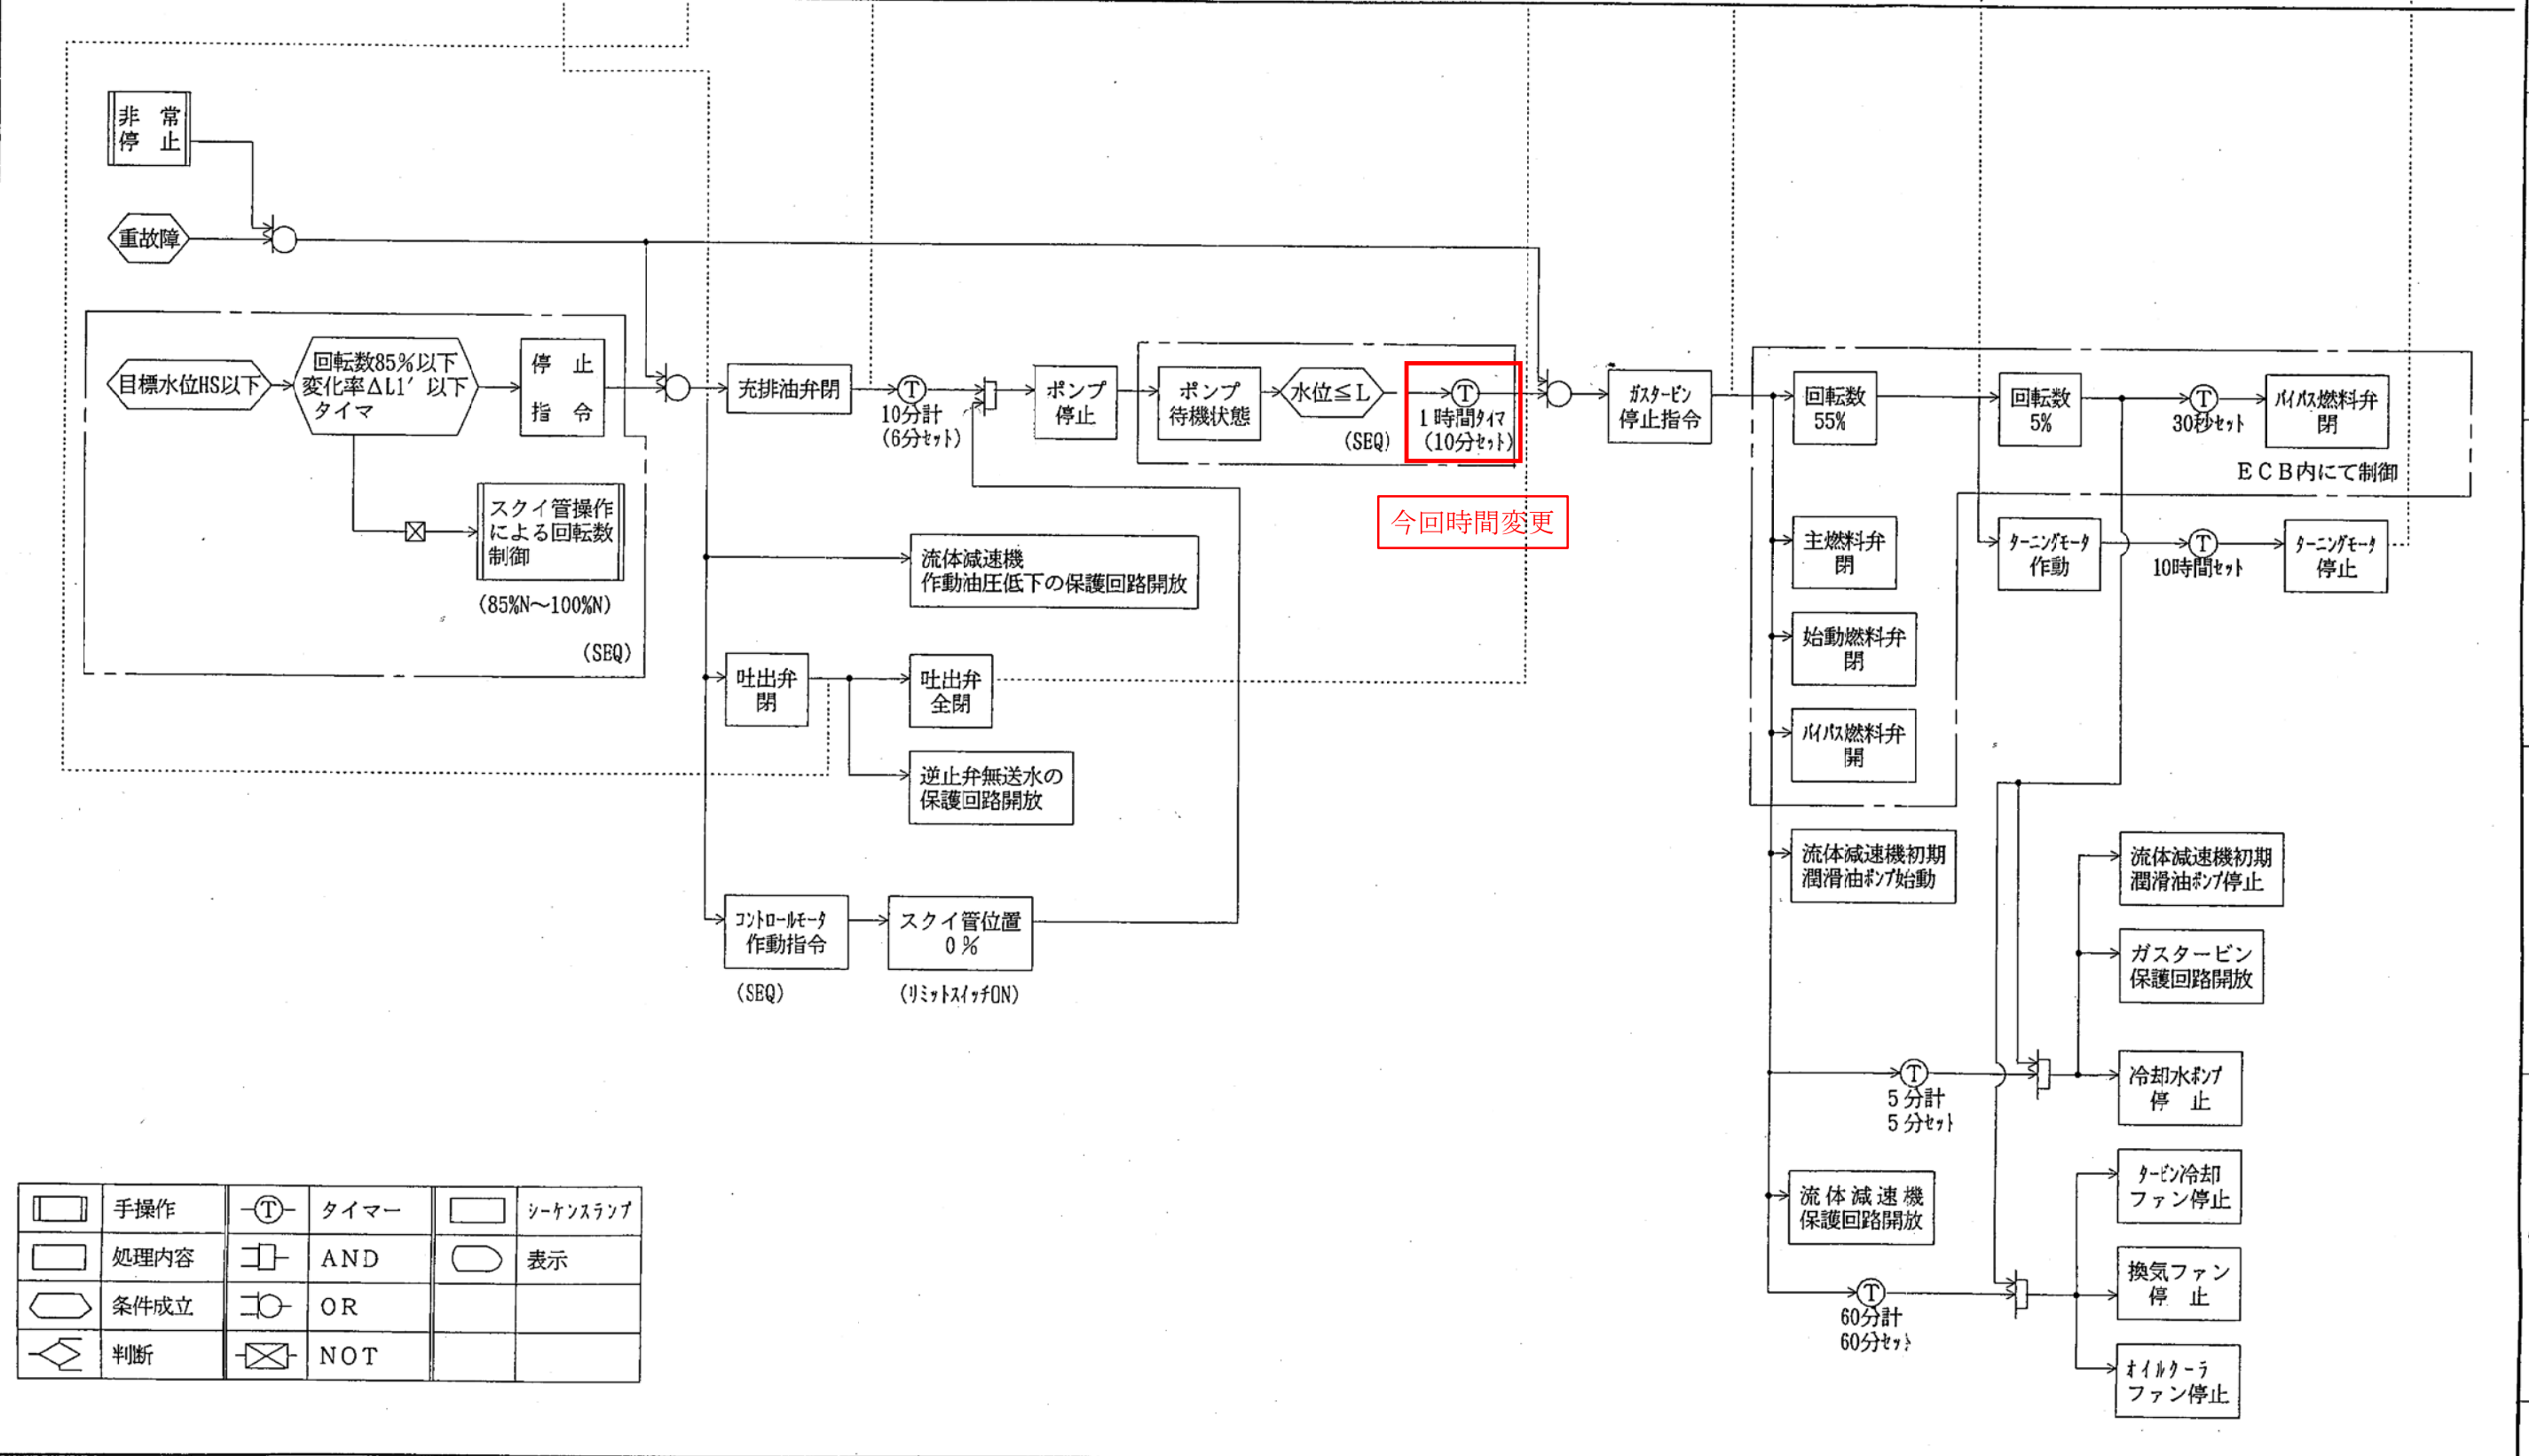 非 常
停 止
重故障
目標水位HS以下
回転数85%以下
変化率ΔL1′以下
タイマ
停 止
指 令
スクイ管操作
による回転数
制御
(85%N～100%N)
(SEQ)
充排油弁閉
T
10分計
(6分ｾｯﾄ)
ポンプ
停止
ポンプ
待機状態
水位≦L
(SEQ)
T
1時間ﾀｲﾏ
(10分ｾｯﾄ)
今回時間変更
ｶﾞｽﾀｰﾋﾞﾝ
停止指令
回転数
55%
回転数
5%
T
30秒ｾｯﾄ
ﾊﾞｲﾊﾟｽ燃料弁
閉
ＥＣＢ内にて制御
流体減速機
作動油圧低下の保護回路開放
吐出弁
閉
吐出弁
全閉
逆止弁無送水の
保護回路開放
ｺﾝﾄﾛｰﾙﾓｰﾀ
作動指令
(SEQ)
スクイ管位置
0％
(ﾘﾐｯﾄｽｲｯﾁON)
主燃料弁
閉
ﾀｰﾆﾝｸﾞﾓｰﾀ
作動
T
10時間ｾｯﾄ
ﾀｰﾆﾝｸﾞﾓｰﾀ
停止
始動燃料弁
閉
ﾊﾞｲﾊﾟｽ燃料弁
開
流体減速機初期
潤滑油ﾎﾟﾝﾌﾟ始動
流体減速機初期
潤滑油ﾎﾟﾝﾌﾟ停止
ガスタービン
保護回路開放
T
5分計
5分ｾｯﾄ
冷却水ﾎﾟﾝﾌﾟ
停 止
流体減速機
保護回路開放
ﾀｰﾋﾞﾝ冷却
ファン停止
T
60分計
60分ｾｯﾄ
換気ファン
停 止
ｵｲﾙｸｰﾗ
ファン停止
手操作
T
タイマー
ｼｰｹﾝｽランプ
処理内容
ＡＮＤ
表示
条件成立
ＯＲ
判断
ＮＯＴ